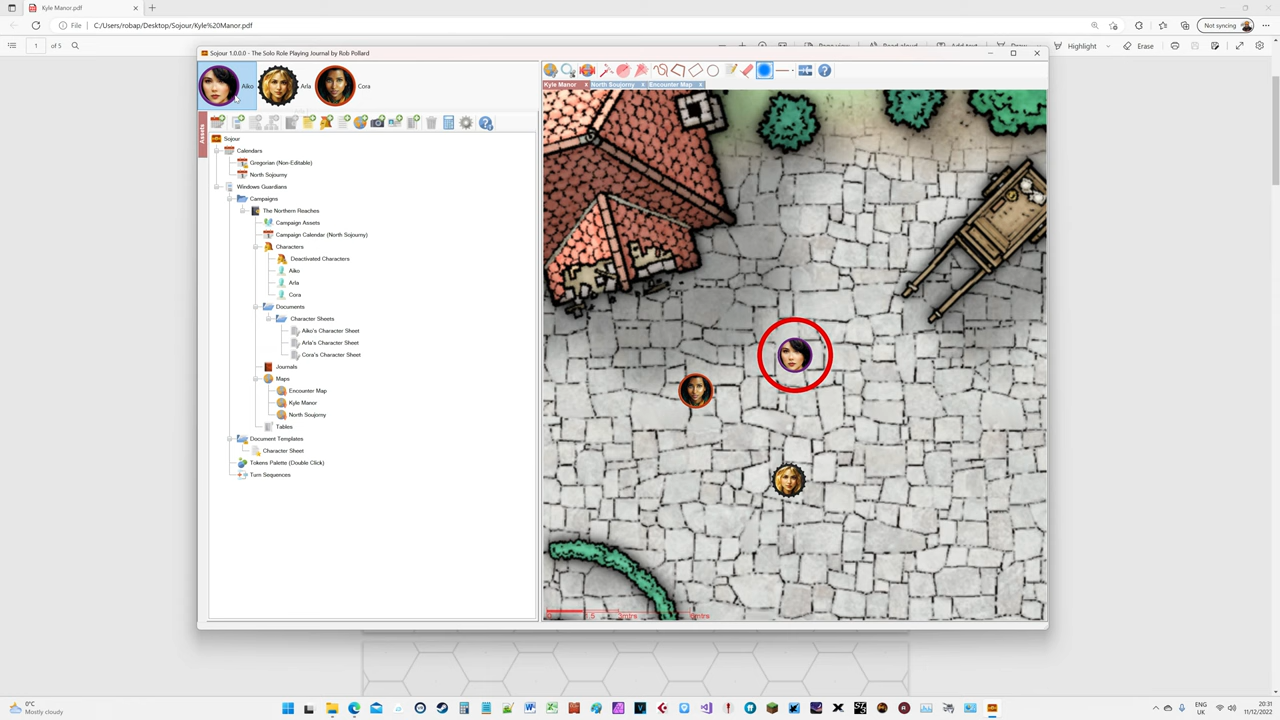 Kyle Manor.pdf
File
C:/Users/robap/Desktop/Sojour/Kyle%20Manor.pdf
Not syncing
1
of 5
Highlight
Erase
Sojour 1.0.0.0 - The Solo Role Playing Journal by Rob Pollard
Aiko
Arla
Cora
Kyle Manor x
North Soujorny x
Encounter Map x
Assets
Sojour
Calendars
Gregorian (Non-Editable)
North Sojourny
Windows Guardians
Campaigns
The Northern Reaches
Campaign Assets
Campaign Calendar (North Sojourny)
Characters
Deactivated Characters
Aiko
Arla
Cora
Documents
Character Sheets
Aiko's Character Sheet
Arla's Character Sheet
Cora's Character Sheet
Journals
Maps
Encounter Map
Kyle Manor
North Soujorny
Tables
Document Templates
Character Sheet
Tokens Palette (Double Click)
Turn Sequences
0°C
Mostly cloudy
ENG
UK
20:31
11/12/2022